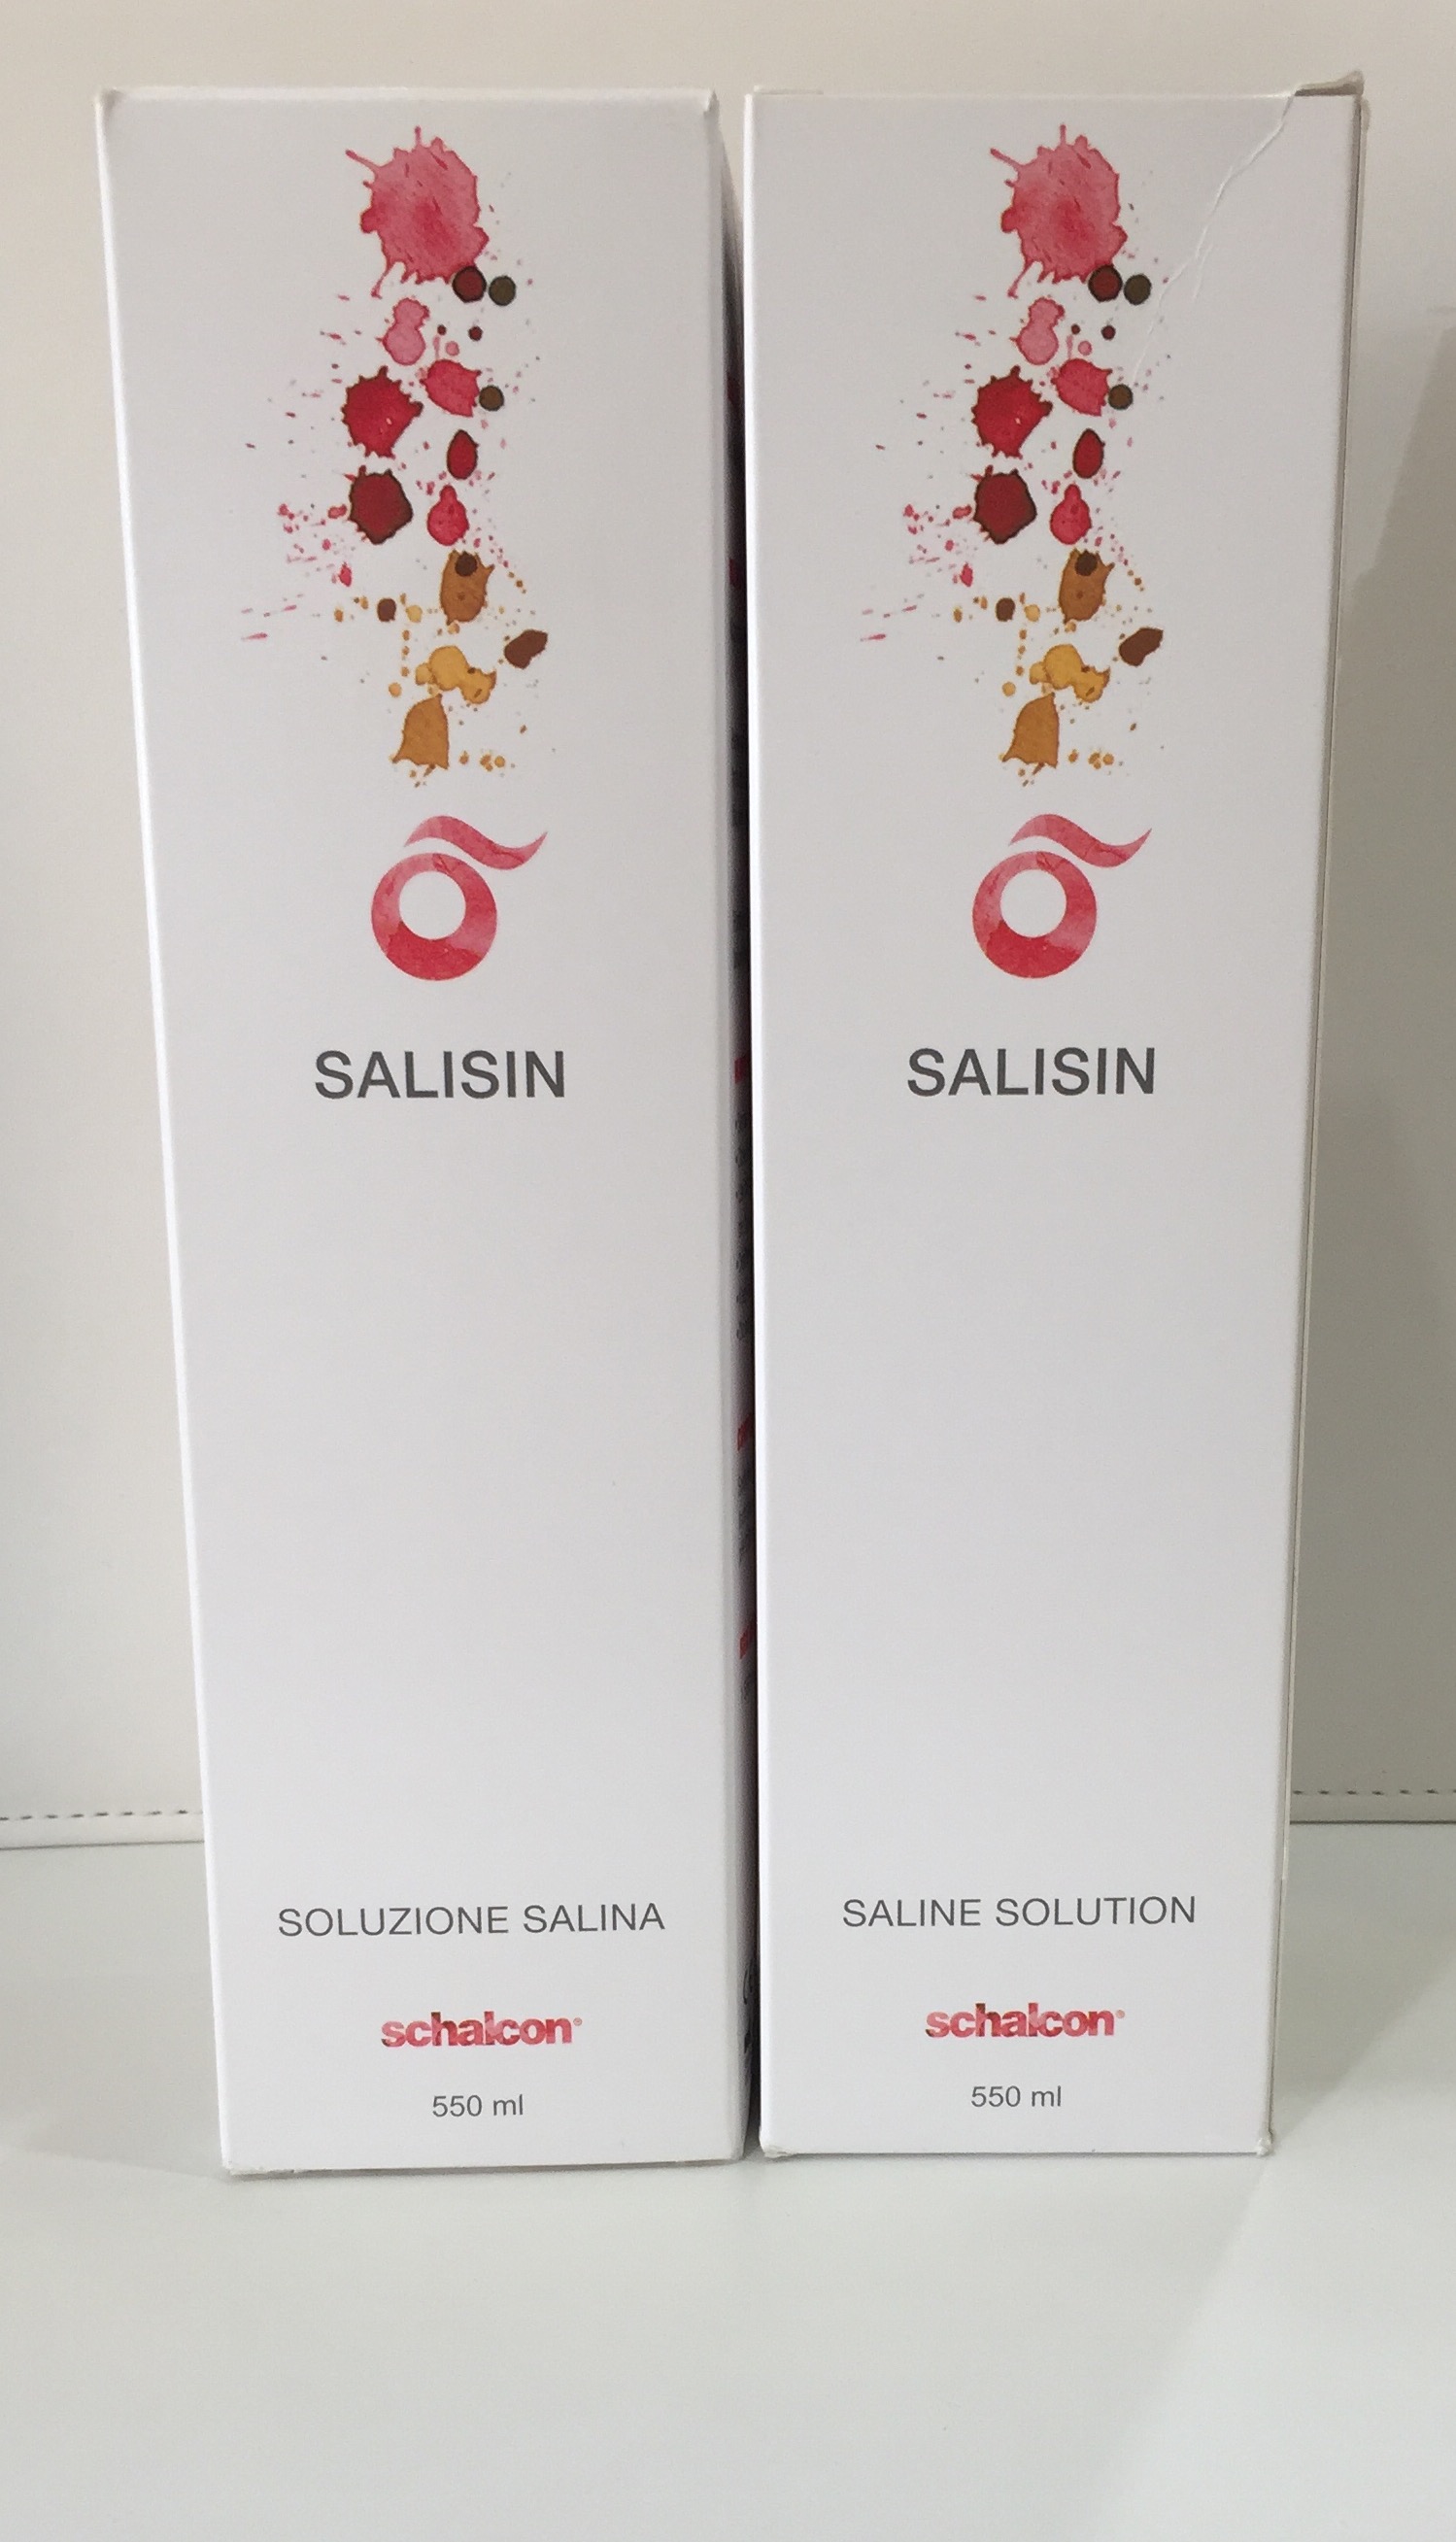 SALISIN
SOLUZIONE SALINA
schalcon®
550 ml
SALISIN
SALINE SOLUTION
schalcon®
550 ml